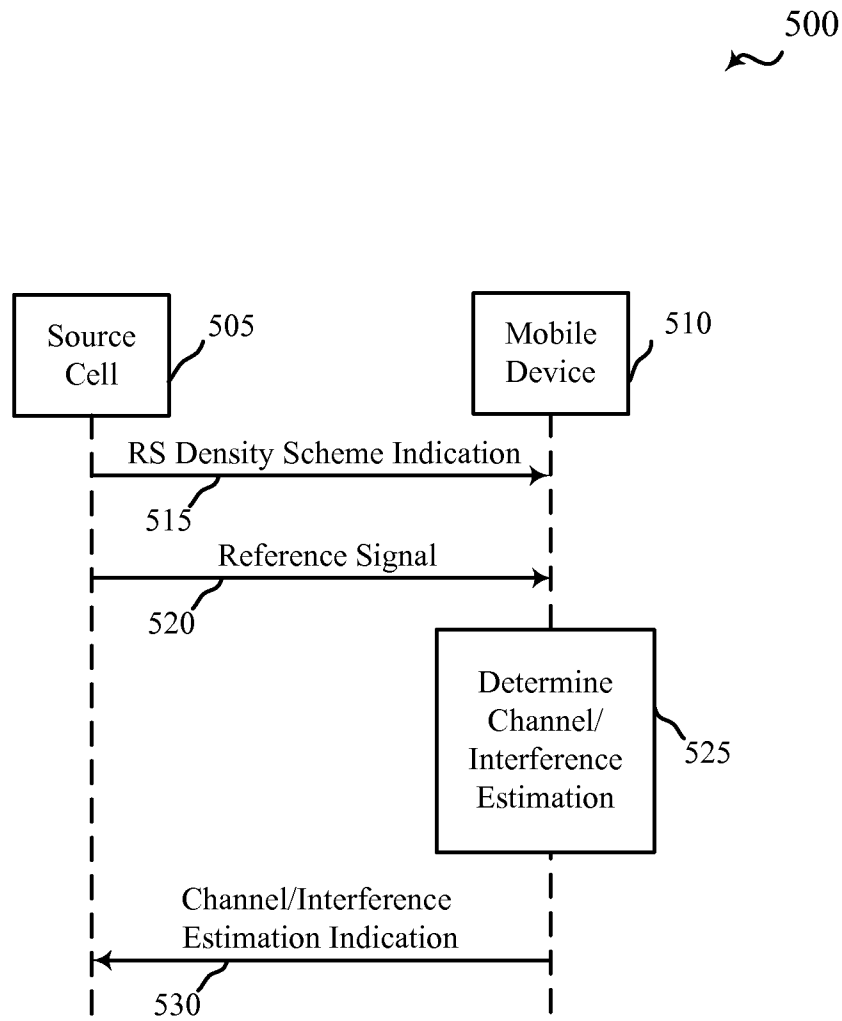 500
Source
Cell
505
Mobile
Device
510
RS Density Scheme Indication
515
Reference Signal
520
Determine
Channel/
Interference
Estimation
525
Channel/Interference
Estimation Indication
530